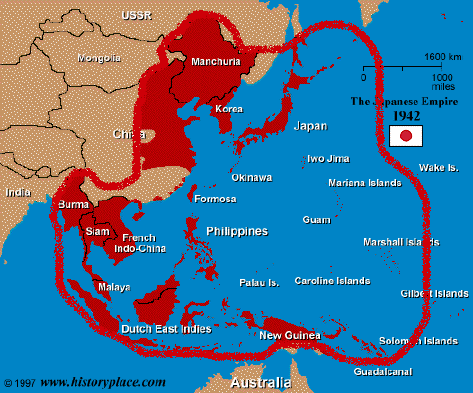 USSR
Mongolia
Manchuria
1600 km
0
1000
miles
The Japanese Empire
1942
Korea
China
Japan
Iwo Jima
Wake Is.
Okinawa
Mariana Islands
India
Burma
Formosa
Guam
Siam
French
Indo-China
Philippines
Marshall islands
Malaya
Palau Is.
Caroline Islands
Gilbert Islands
Dutch East Indies
New Guinea
Solomon Islands
Guadalcanal
© 1997 www.historyplace.com
Australia